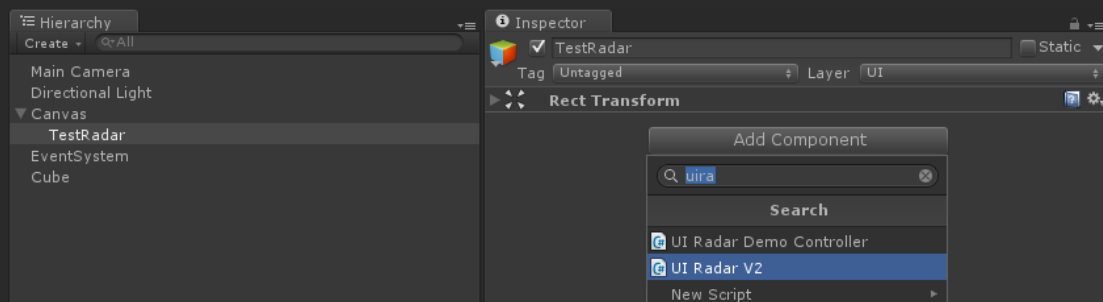 Hierarchy
Create
All
Main Camera
Directional Light
Canvas
TestRadar
EventSystem
Cube
Inspector
TestRadar
Static
Tag Untagged Layer UI
Rect Transform
Add Component
uira
Search
UI Radar Demo Controller
UI Radar V2
New Script